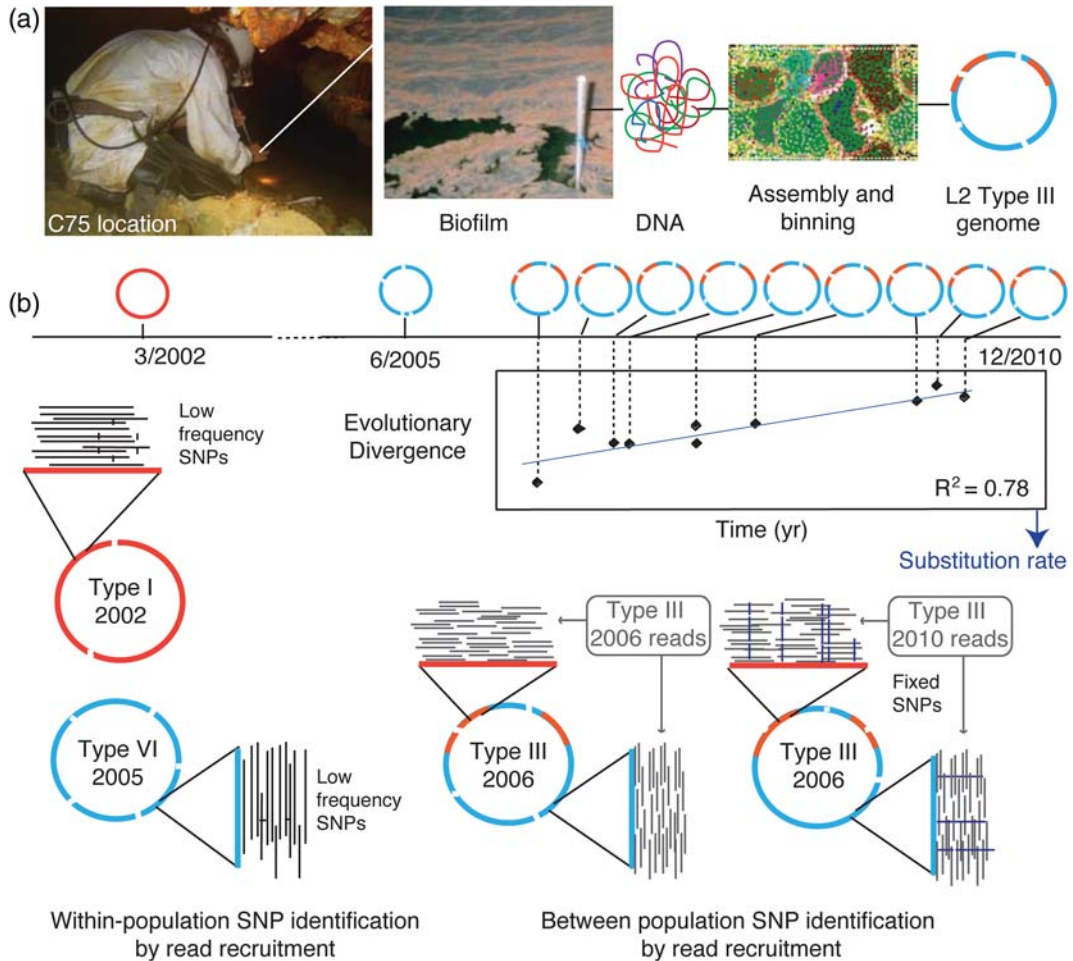 (a)
C75 location
Biofilm
DNA
Assembly and
binning
L2 Type III
genome
(b)
3/2002
6/2005
12/2010
Low
frequency
SNPs
Evolutionary
Divergence
R² = 0.78
Time (yr)
Substitution rate
Type I
2002
Type III
2006 reads
Type III
2010 reads
Fixed
SNPs
Type VI
2005
Low
frequency
SNPs
Type III
2006
Type III
2006
Within-population SNP identification
by read recruitment
Between population SNP identification
by read recruitment